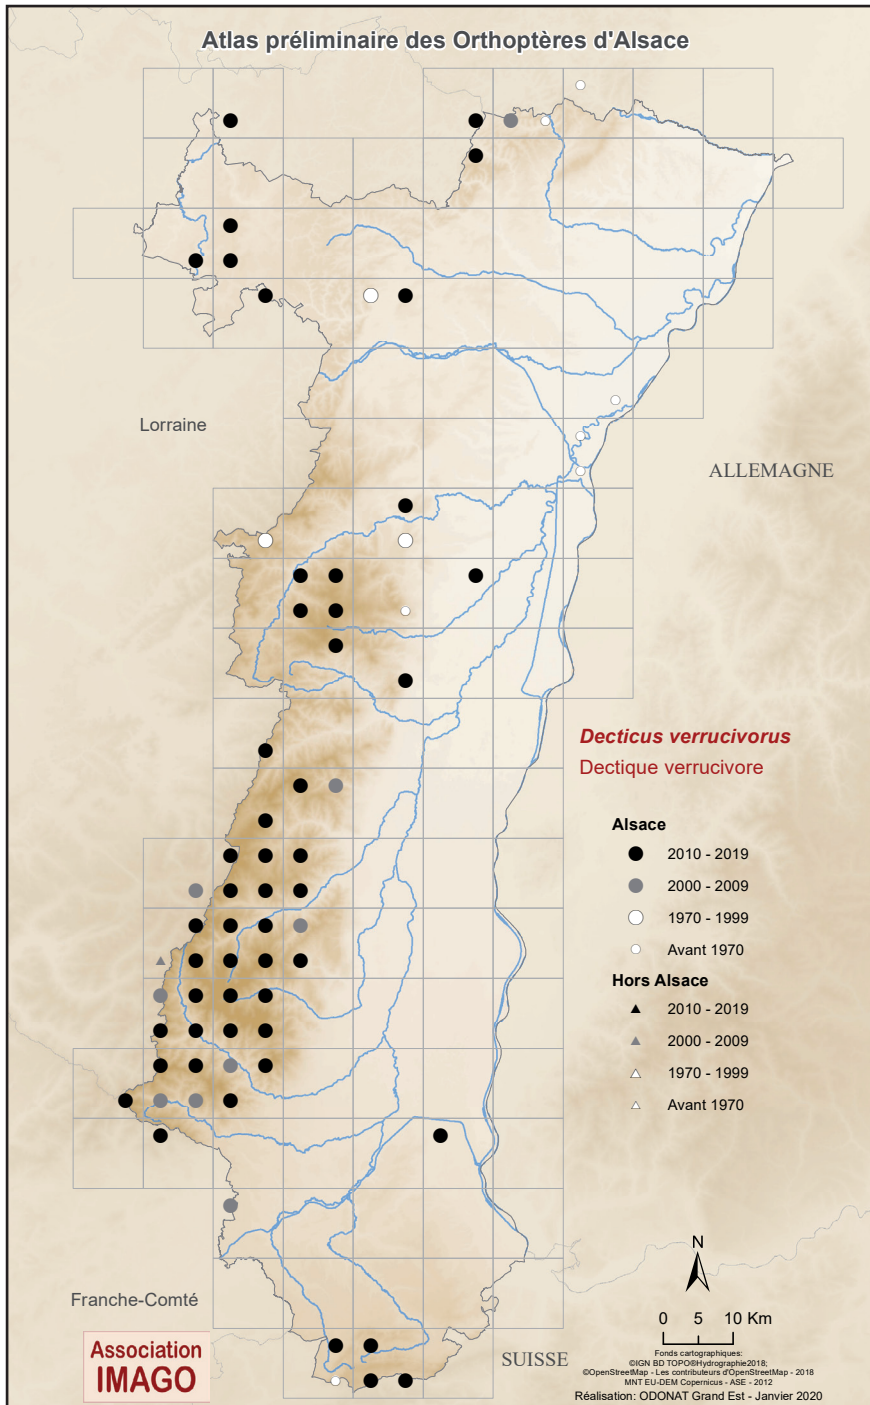 Atlas préliminaire des Orthoptères d'Alsace
Lorraine
ALLEMAGNE
Decticus verrucivorus
Dectique verrucivore
Alsace
2010 - 2019
2000 - 2009
1970 - 1999
Avant 1970
Hors Alsace
2010 - 2019
2000 - 2009
1970 - 1999
Avant 1970
N
Franche-Comté
0 5 10 Km
Association
IMAGO
SUISSE
Fonds cartographiques:
©IGN BD TOPO®Hydrographie2018;
©OpenStreetMap - Les contributeurs d'OpenStreetMap - 2018
MNT EU-DEM Copernicus - ASE - 2012
Réalisation: ODONAT Grand Est - Janvier 2020